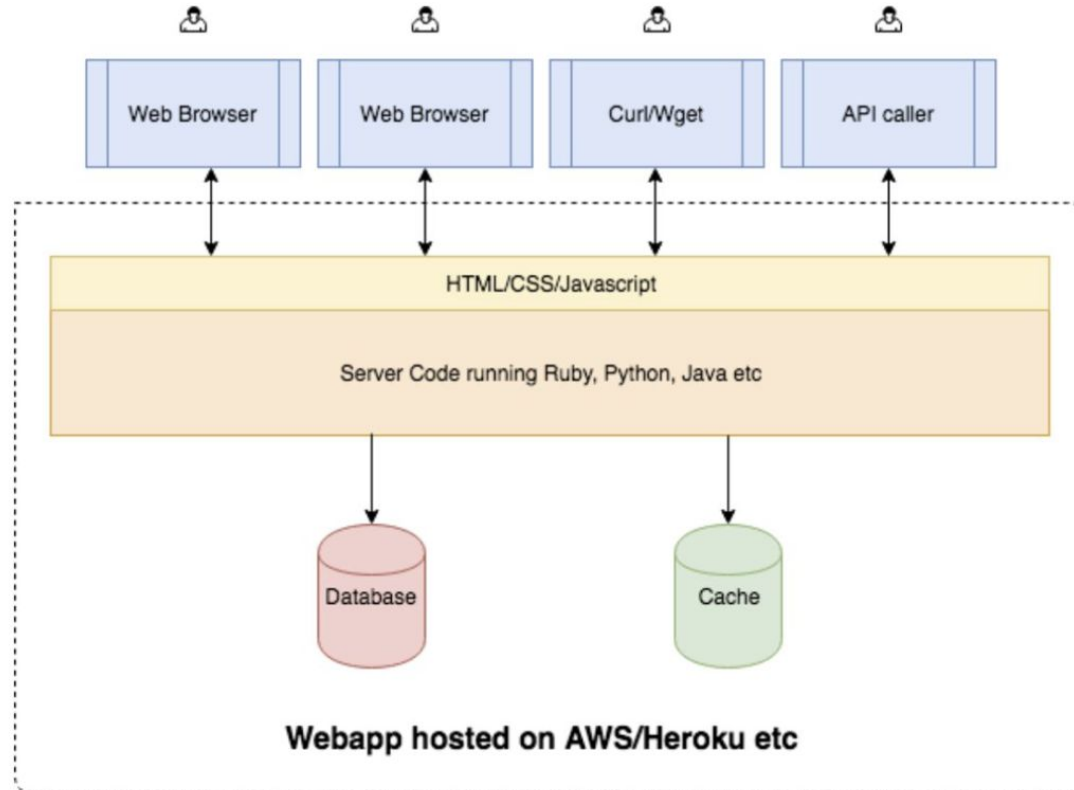 Web Browser
Web Browser
Curl/Wget
API caller
HTML/CSS/Javascript
Server Code running Ruby, Python, Java etc
Database
Cache
Webapp hosted on AWS/Heroku etc